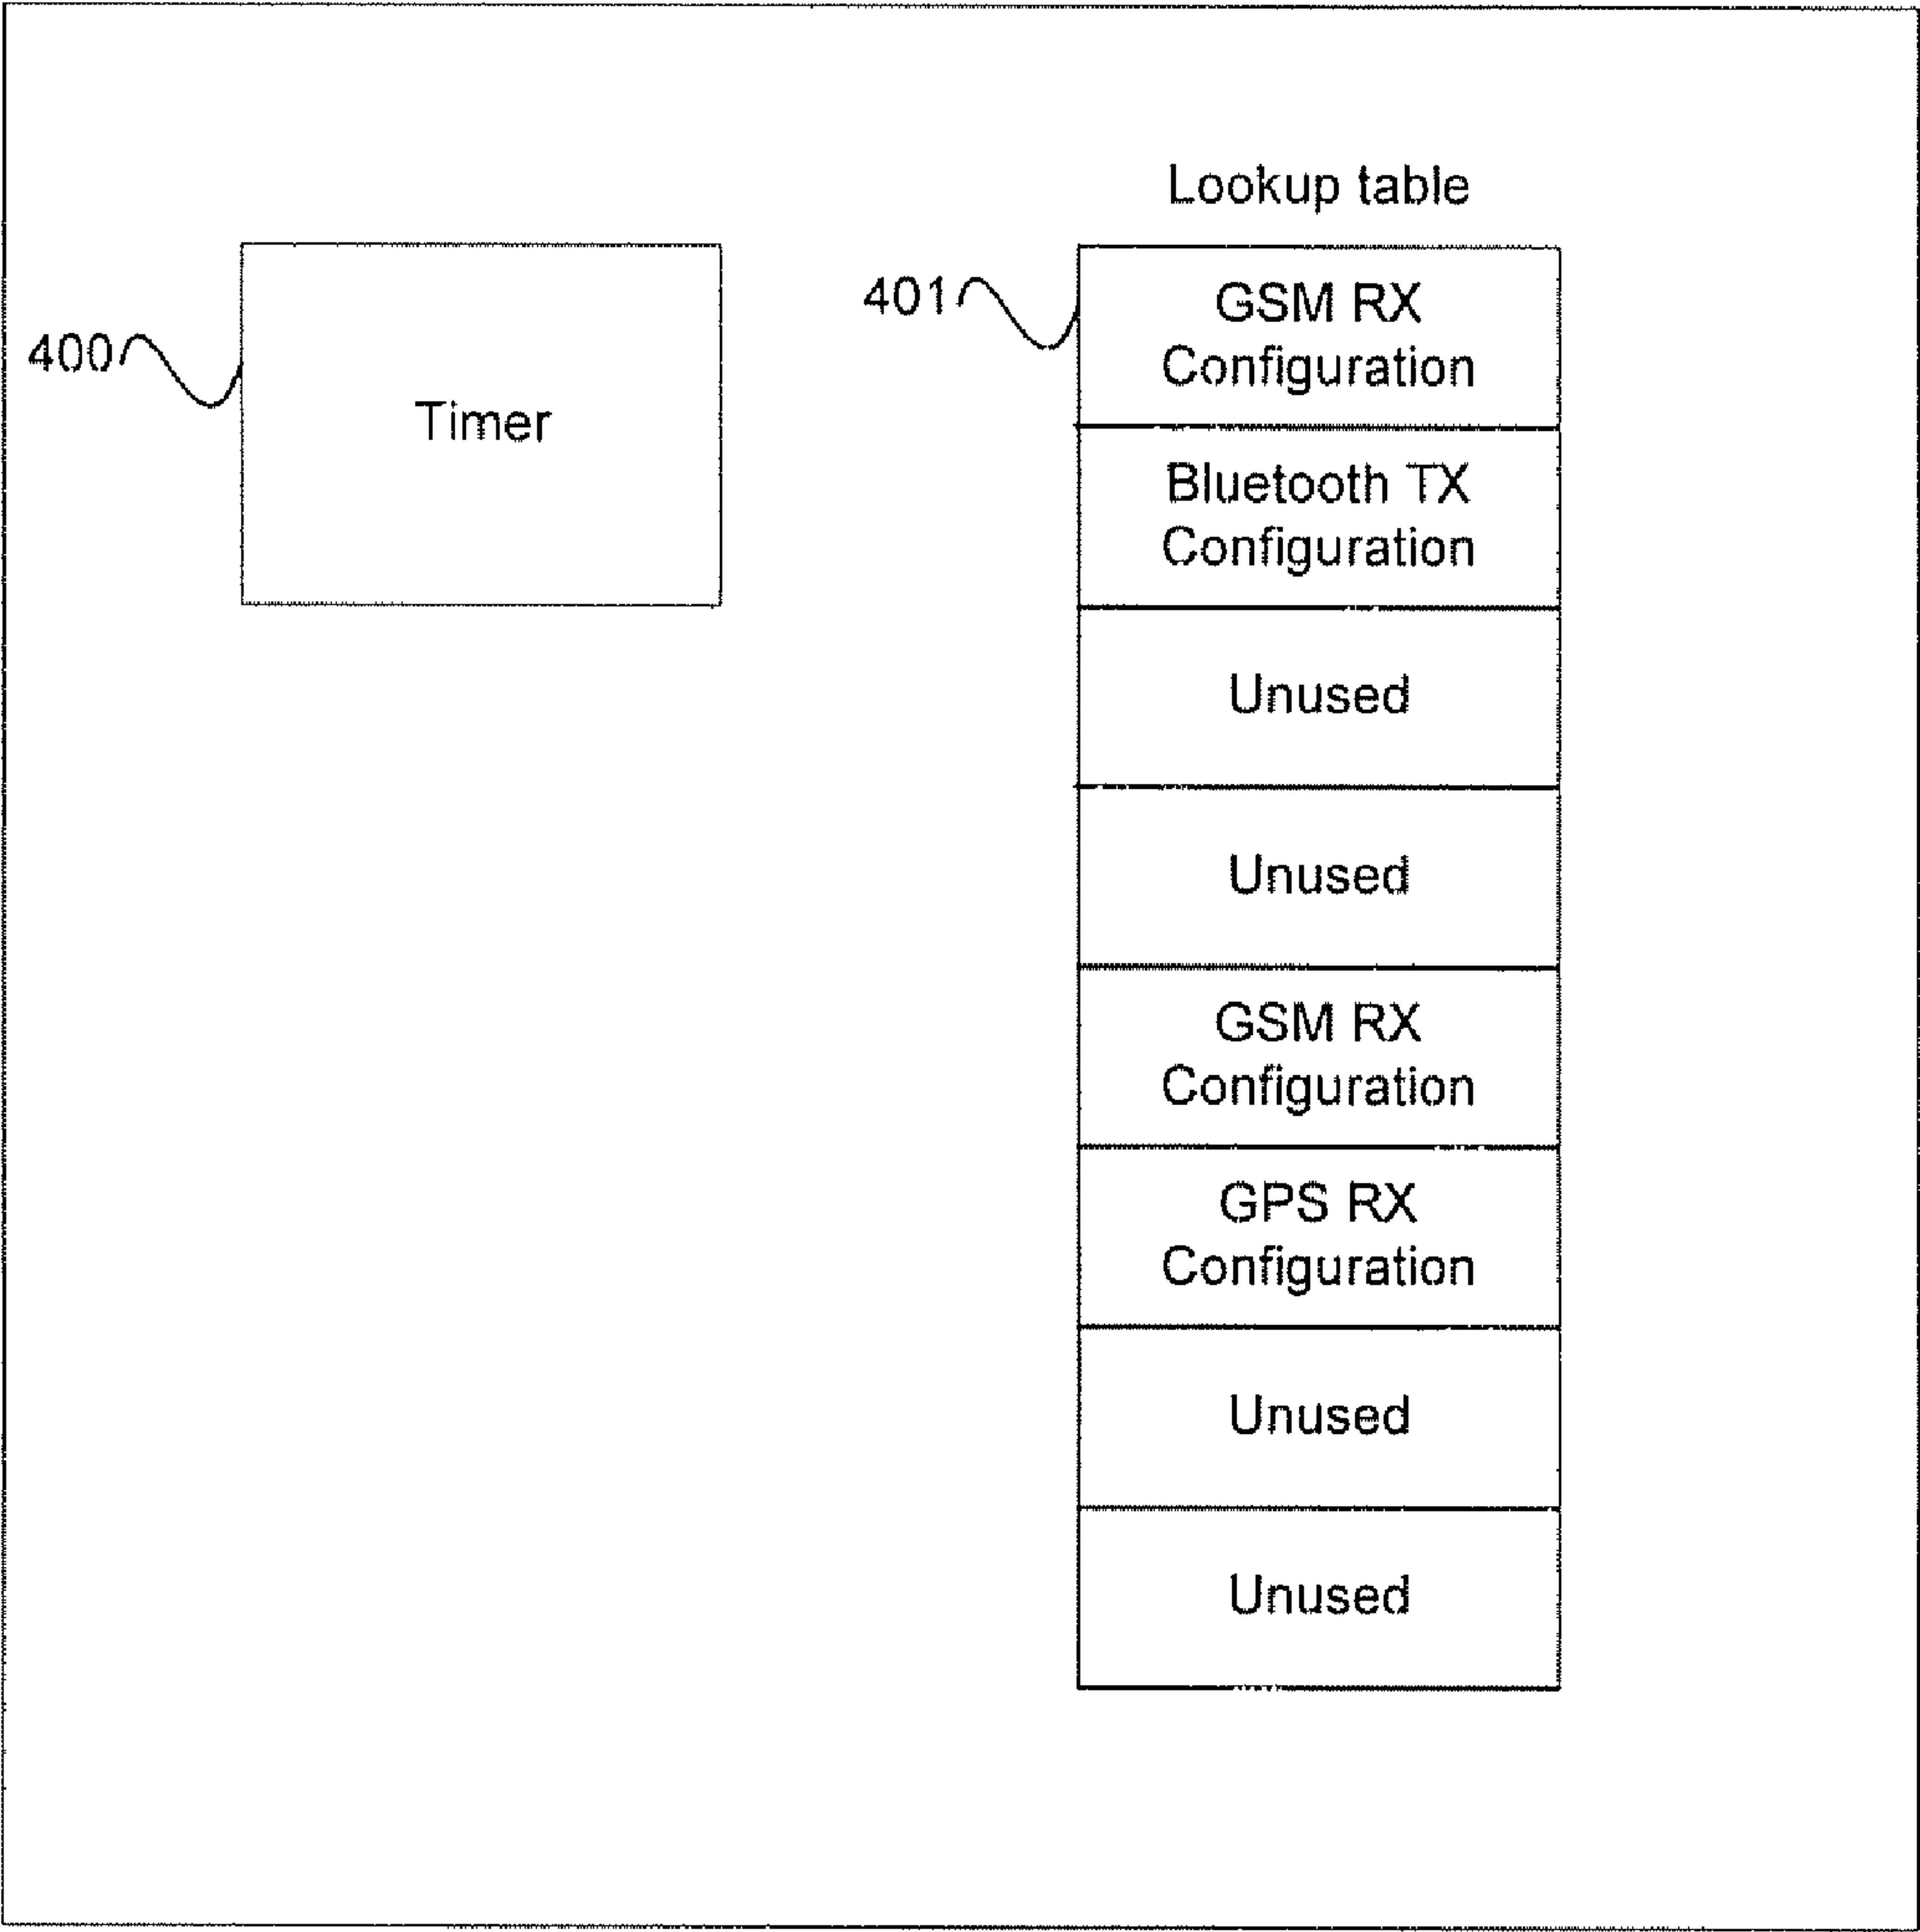 Lookup table
400
Timer
401
GSM RX
Configuration
Bluetooth TX
Configuration
Unused
Unused
GSM RX
Configuration
GPS RX
Configuration
Unused
Unused